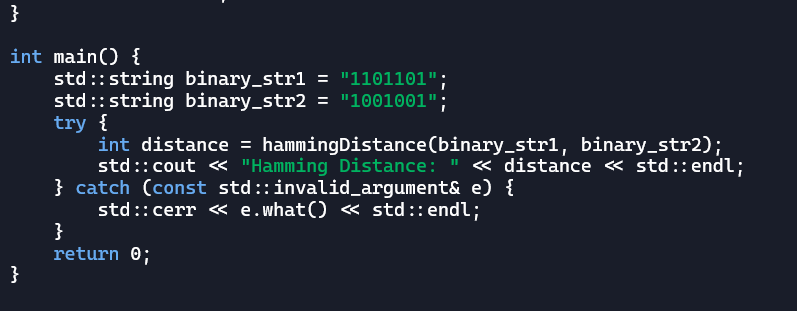 }

int main() {
    std::string binary_str1 = "1101101";
    std::string binary_str2 = "1001001";
    try {
        int distance = hammingDistance(binary_str1, binary_str2);
        std::cout << "Hamming Distance: " << distance << std::endl;
    } catch (const std::invalid_argument& e) {
        std::cerr << e.what() << std::endl;
    }
    return 0;
}